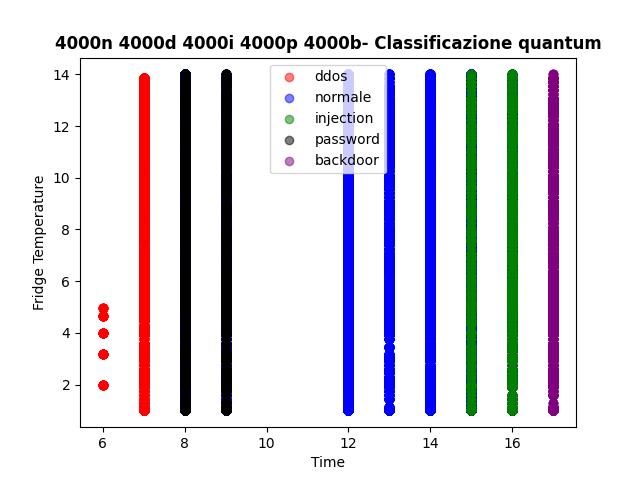 4000n 4000d 4000i 4000p 4000b- Classificazione quantum
14
12
10
8
6
4
2
Fridge Temperature
ddos
normale
injection
password
backdoor
6 8 10 12 14 16
Time